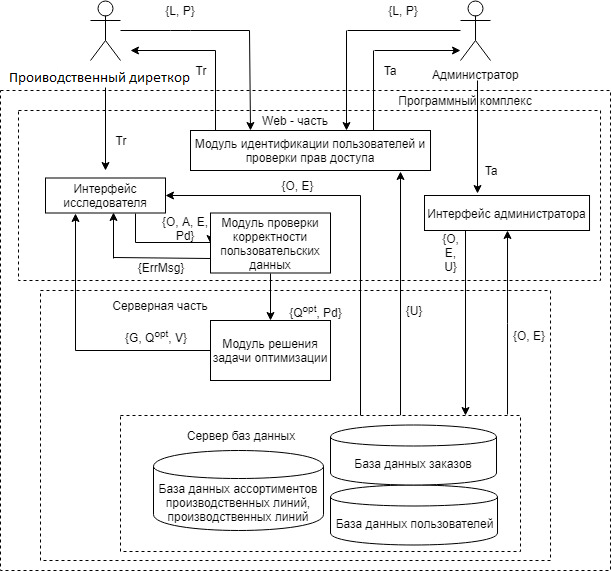 {L, P}
{L, P}
Проиводственный диреткор
Tr
Ta
Администратор
Программный комплекс
Web - часть
Модуль идентификации пользователей и
проверки прав доступа
Tr
Ta
Интерфейс
исследователя
{O, E}
Интерфейс администратора
{O, A, E,
Pd}
Модуль проверки
корректности
пользовательских
данных
{ErrMsg}
{O,
E,
U}
Серверная часть
{Qopt, Pd}
{U}
{G, Qopt, V}
Модуль решения
задачи оптимизации
{O, E}
Сервер баз данных
База данных заказов
База данных ассортиментов
производственных линий,
производственных линий
База данных пользователей